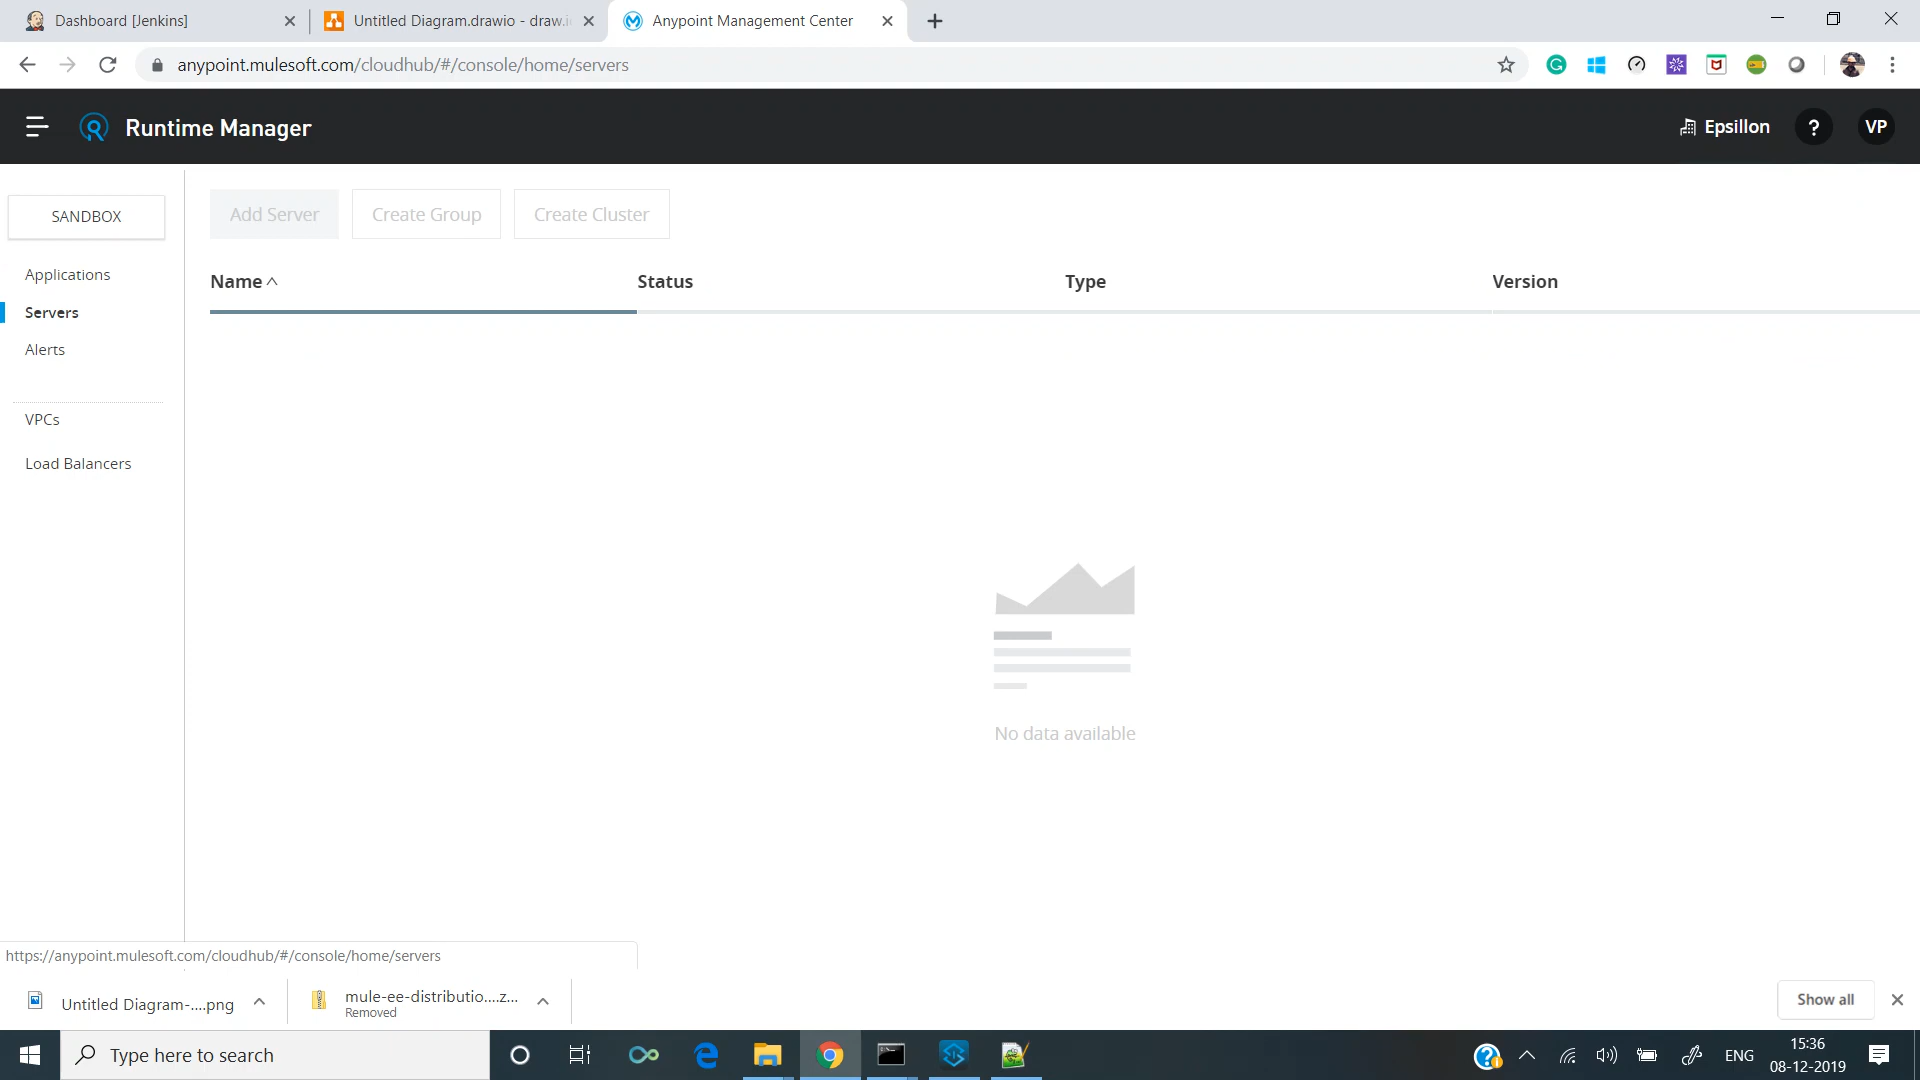 Dashboard [Jenkins]
Untitled Diagram.drawio - draw.i
Anypoint Management Center
anypoint.mulesoft.com/cloudhub/#/console/home/servers
Runtime Manager
Epsillon
?
VP
SANDBOX
Applications
Servers
Alerts
VPCs
Load Balancers
Add Server
Create Group
Create Cluster
Name
Status
Type
Version
No data available
https://anypoint.mulesoft.com/cloudhub/#/console/home/servers
Untitled Diagram-....png
mule-ee-distributio....z...
Removed
Show all
Type here to search
ENG
15:36
08-12-2019